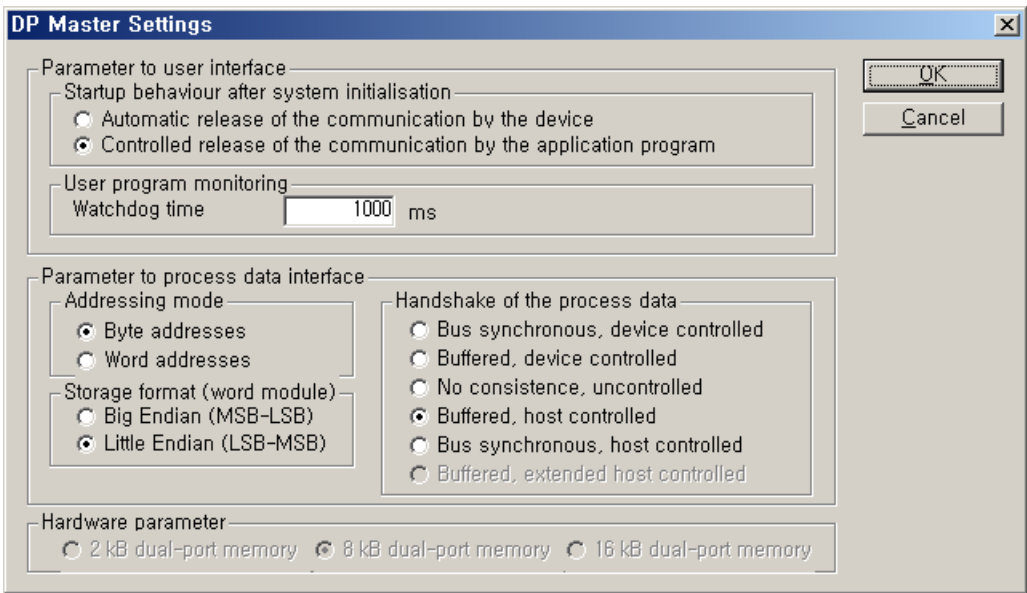 DP Master Settings
Parameter to user interface
OK
Startup behaviour after system initialisation
Automatic release of the communication by the device
Cancel
Controlled release of the communication by the application program
User program monitoring
Watchdog time 1000 ms
Parameter to process data interface
Addressing mode
Byte addresses
Word addresses
Storage format (word module)
Big Endian (MSB-LSB)
Little Endian (LSB-MSB)
Handshake of the process data
Bus synchronous, device controlled
Buffered, device controlled
No consistence, uncontrolled
Buffered, host controlled
Bus synchronous, host controlled
Buffered, extended host controlled
Hardware parameter
2 kB dual-port memory 8 kB dual-port memory 16 kB dual-port memory